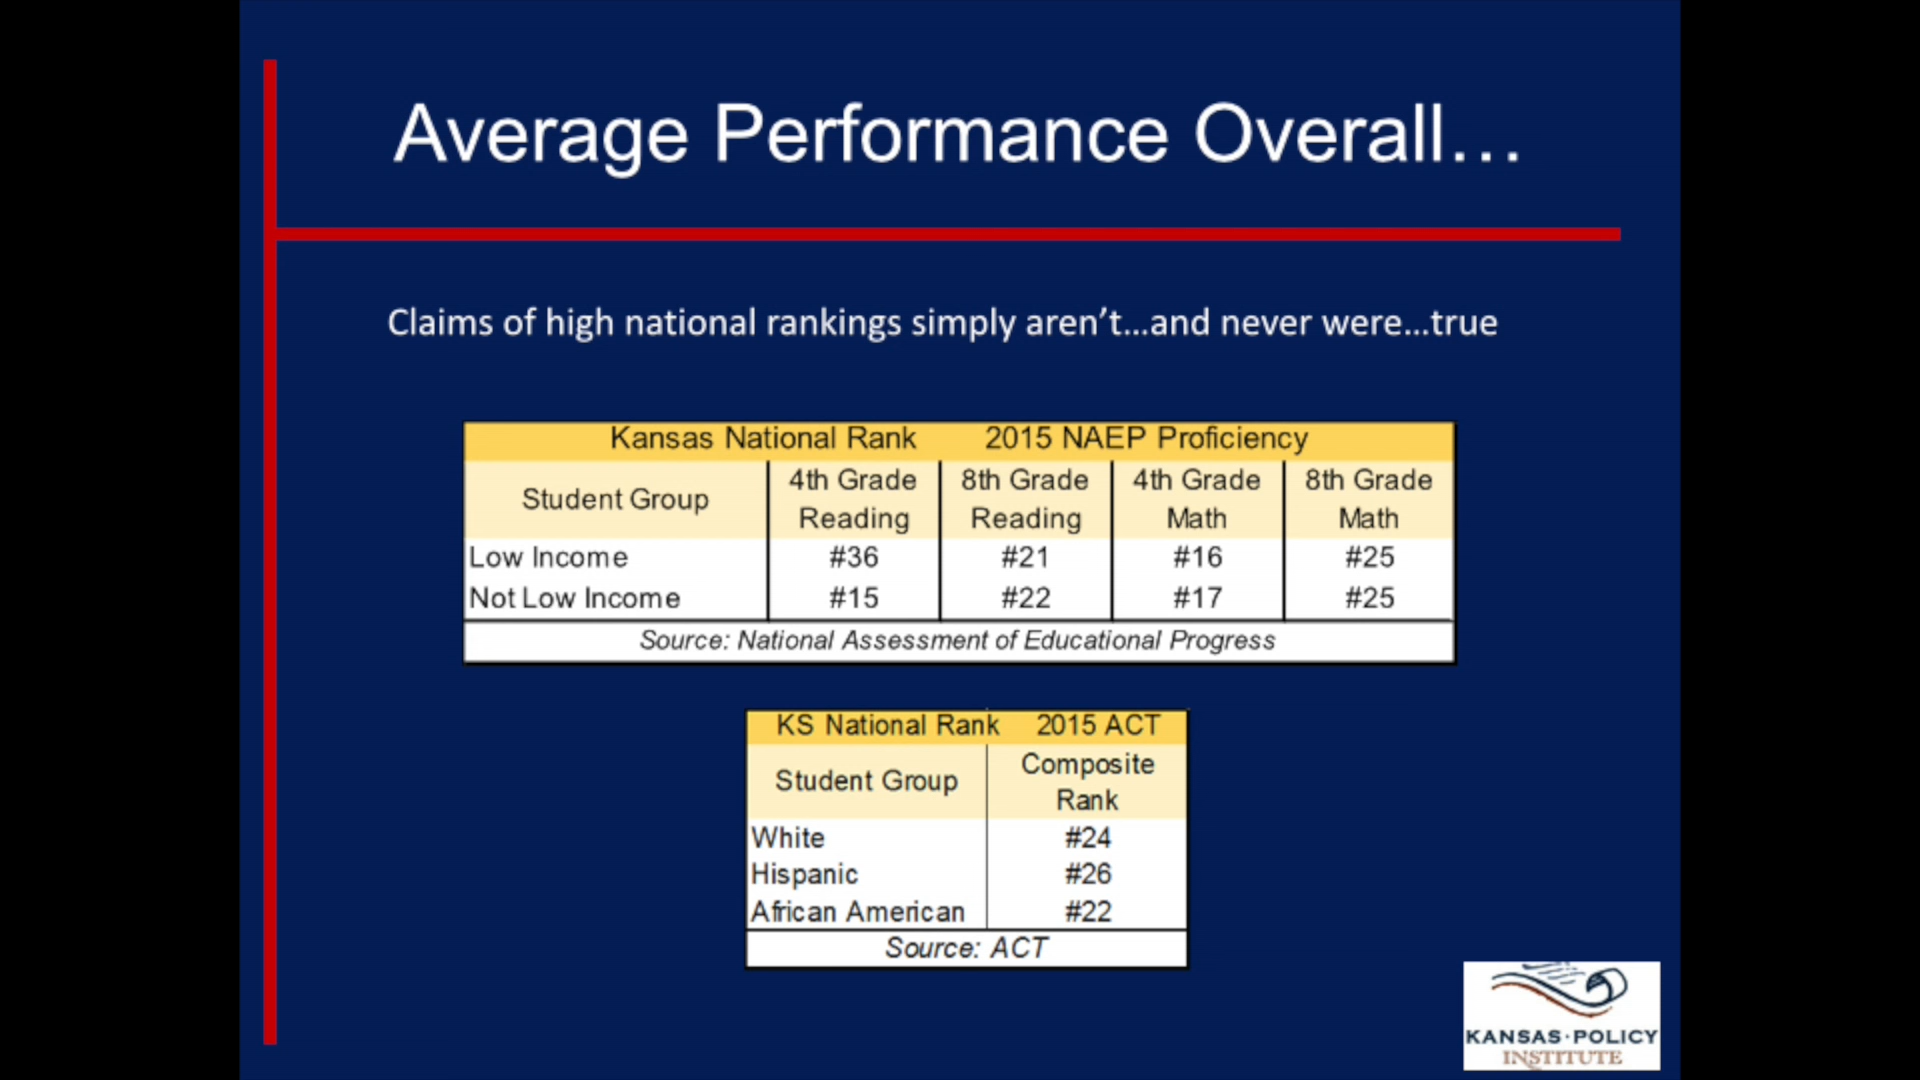 Average Performance Overall…
Claims of high national rankings simply aren’t…and never were…true
Kansas National Rank 2015 NAEP Proficiency
Student Group 4th Grade Reading 8th Grade Reading 4th Grade Math 8th Grade Math
Low Income #36 #21 #16 #25
Not Low Income #15 #22 #17 #25
Source: National Assessment of Educational Progress
KS National Rank 2015 ACT
Student Group Composite Rank
White #24
Hispanic #26
African American #22
Source: ACT
KANSAS·POLICY
INSTITUTE